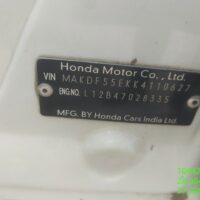 Honda Motor Co., Ltd.
VIN MAKDF55EKK4110627
ENG NO. L12B47028335
MFG. BY Honda Cars India Ltd.